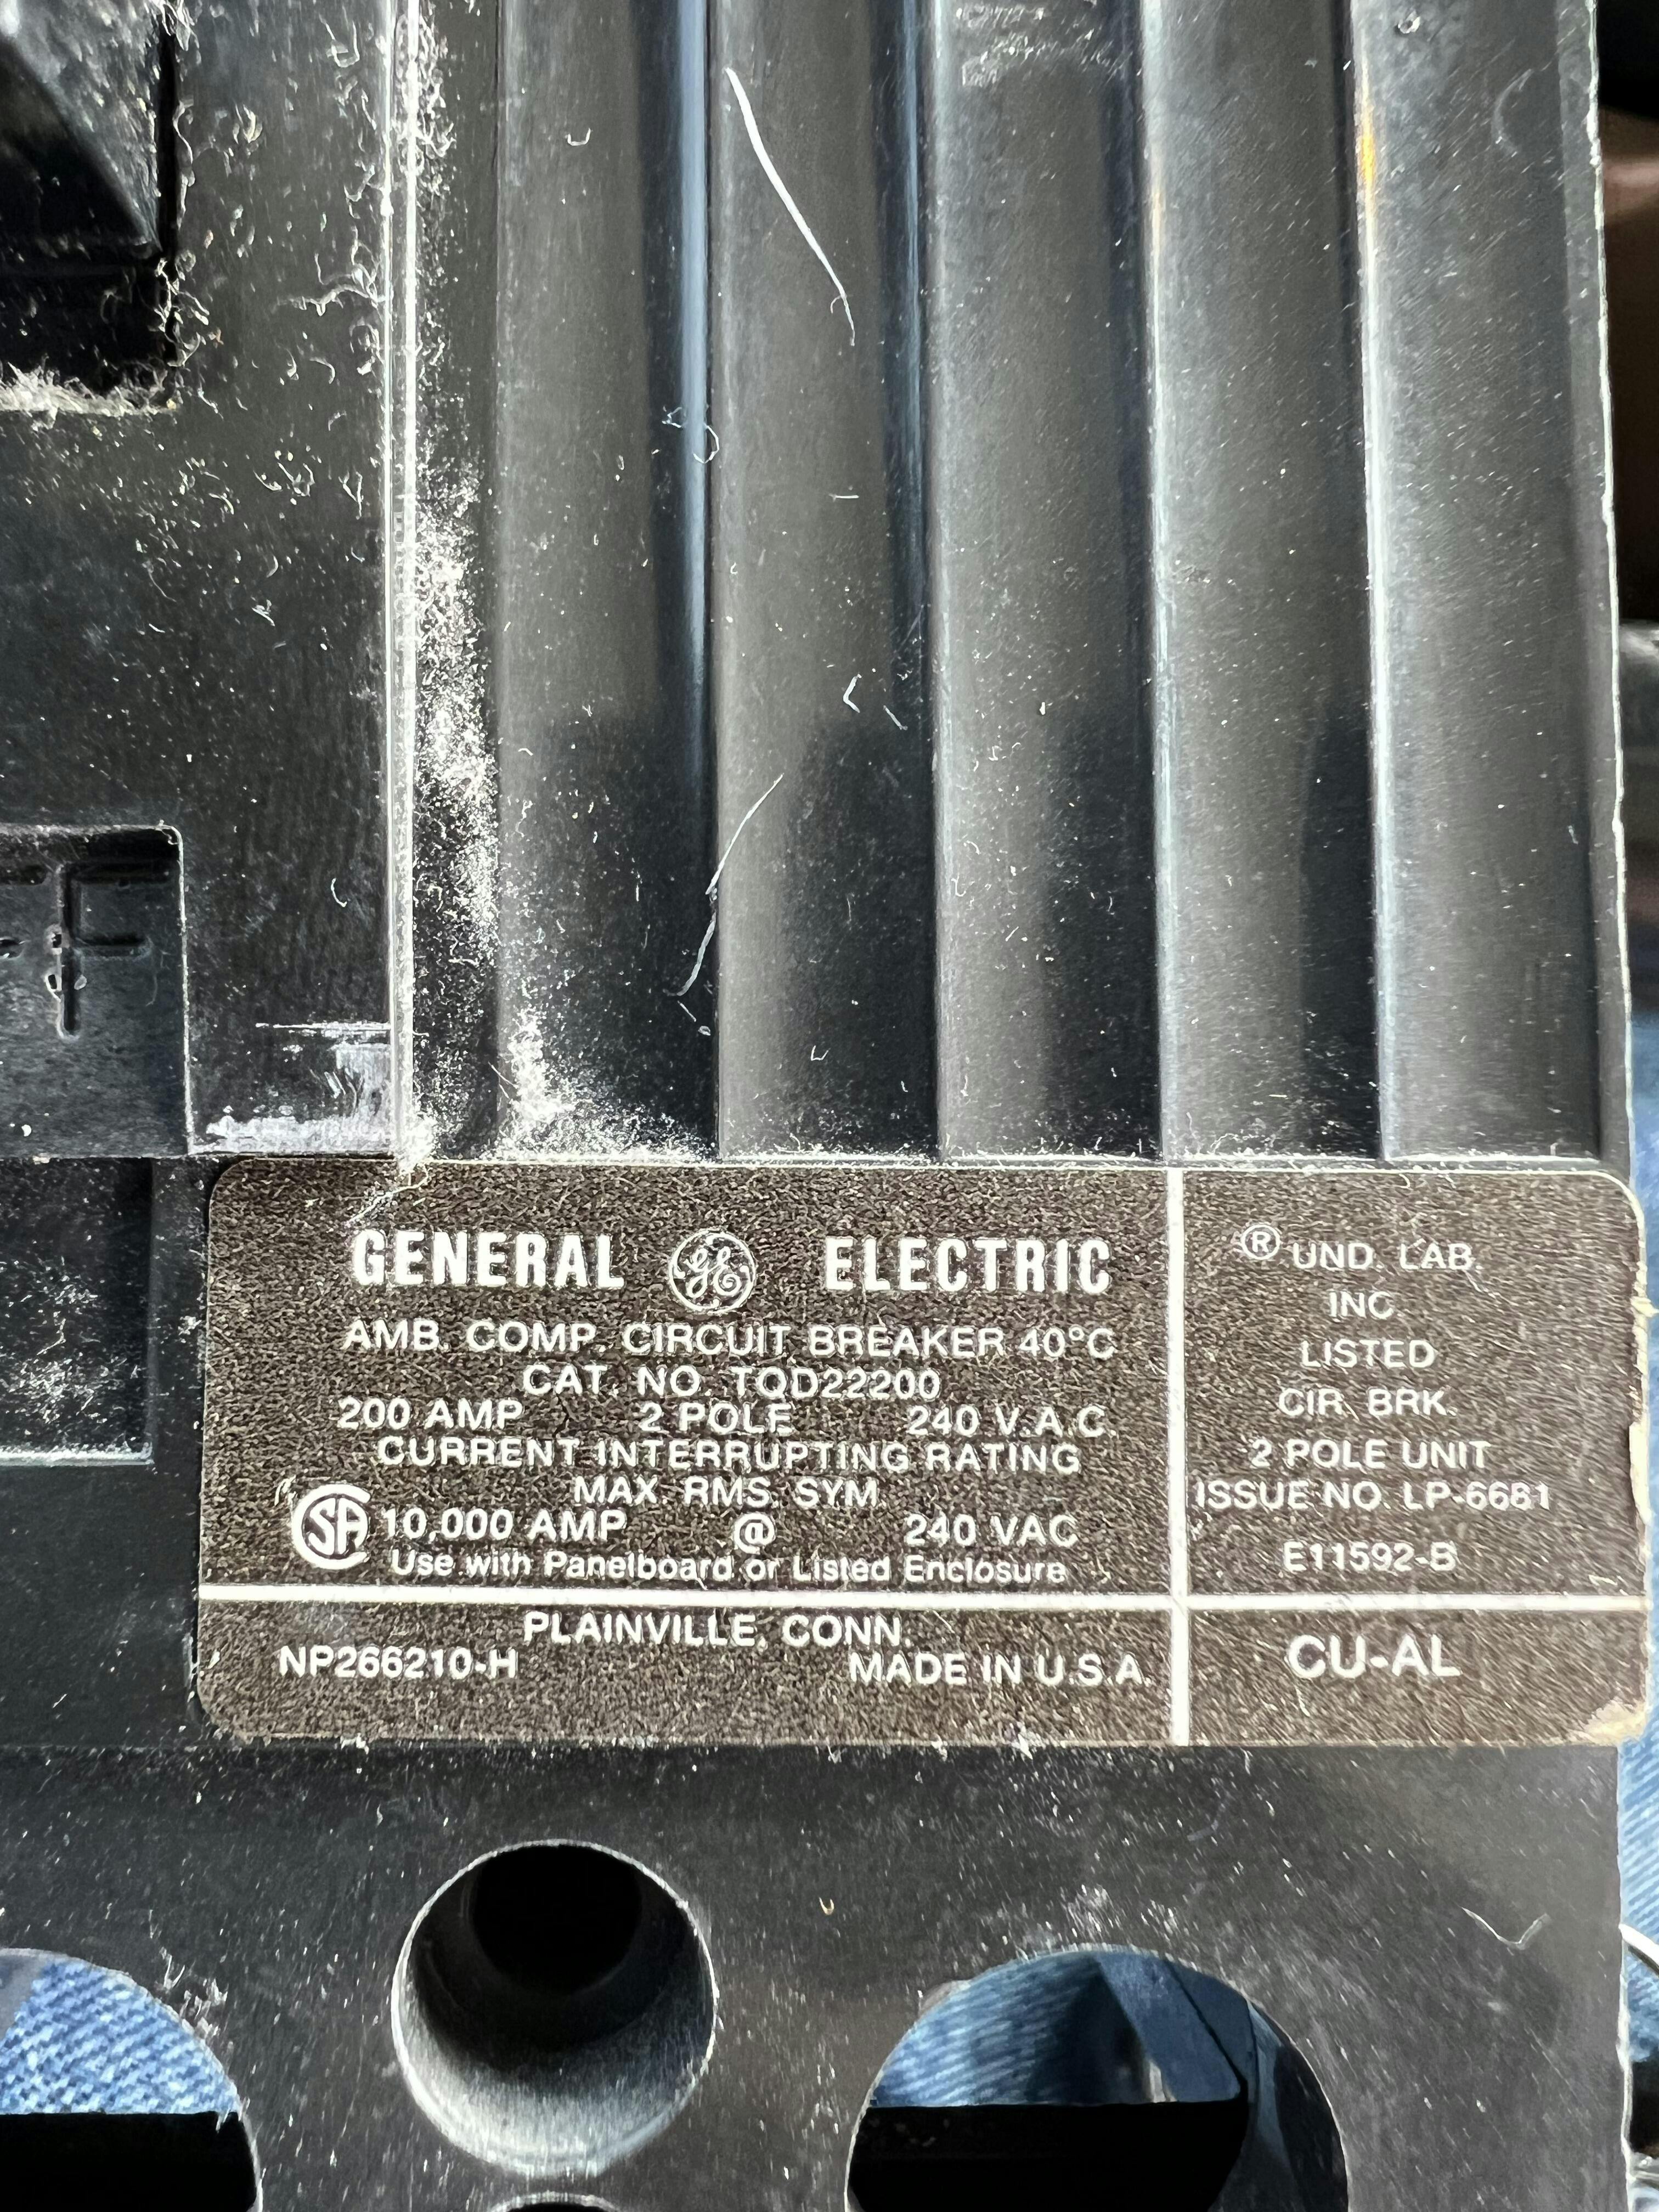 GENERAL GE ELECTRIC
AMB. COMP. CIRCUIT BREAKER 40°C
CAT. NO. TQD22200
200 AMP 2 POLE 240 V.A.C.
CURRENT INTERRUPTING RATING
MAX. RMS. SYM.
SA 10,000 AMP @ 240 VAC
Use with Panelboard or Listed Enclosure
PLAINVILLE, CONN.
NP266210-H MADE IN U.S.A.
® UND. LAB.
INC.
LISTED
CIR. BRK.
2 POLE UNIT
ISSUE NO. LP-6681
E11592-B
CU-AL